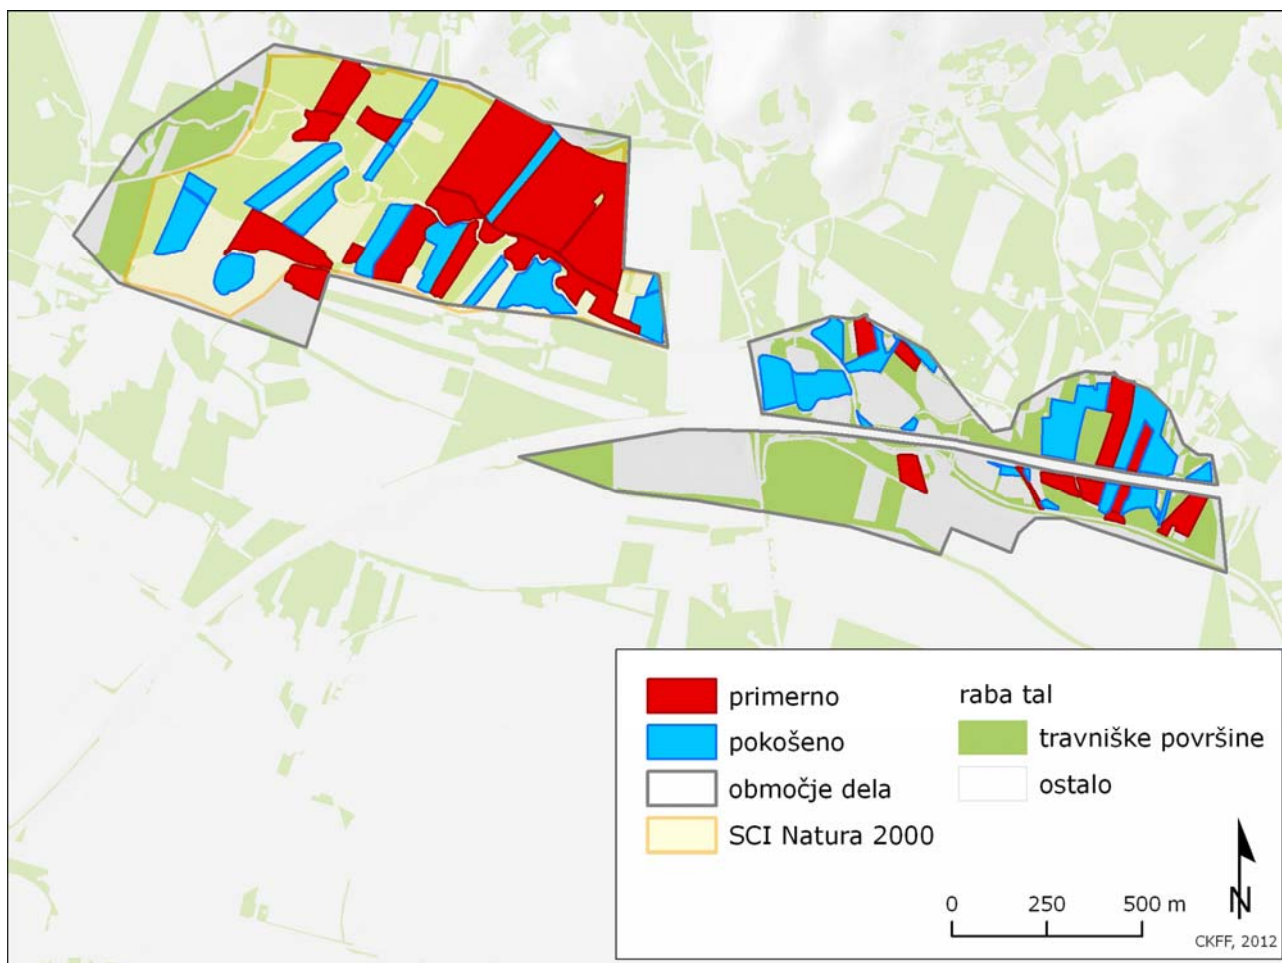 primerno
pokošeno
območje dela
SCI Natura 2000
raba tal
travniške površine
ostalo
0 250 500 m
N
CKFF, 2012